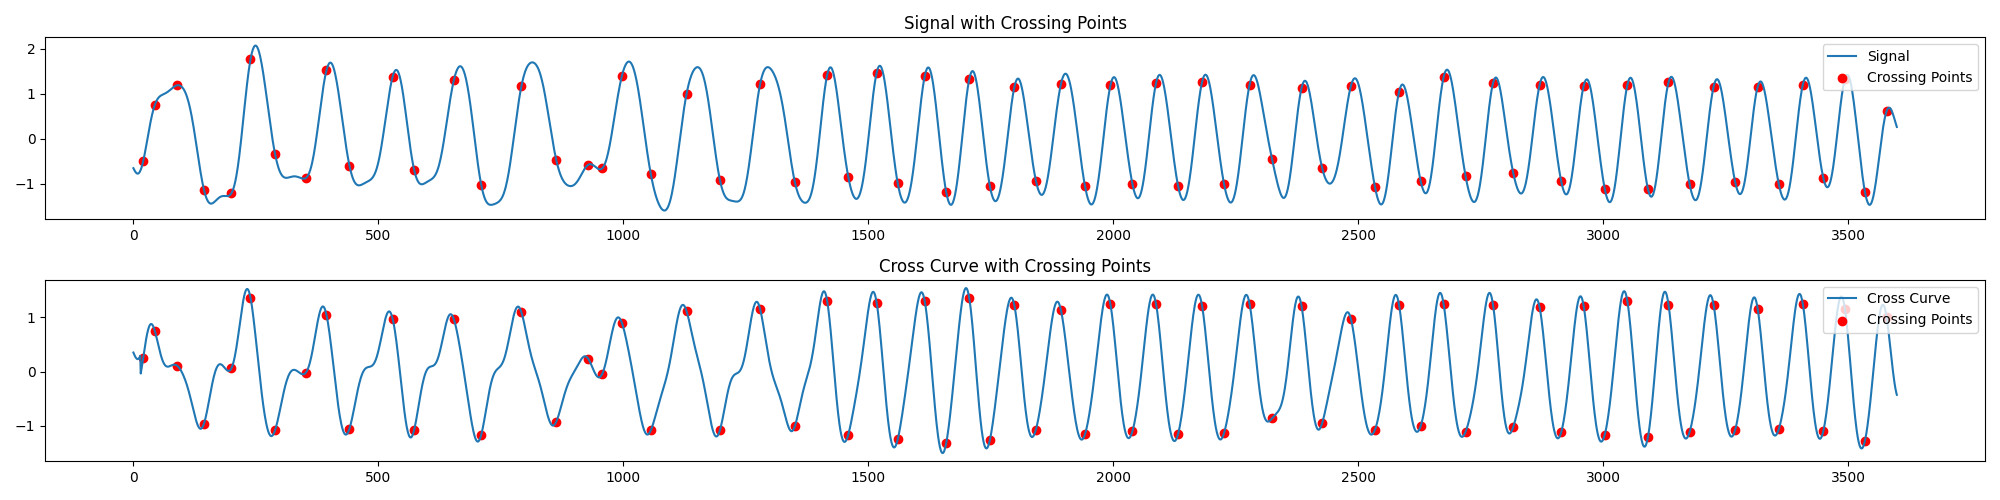 Signal with Crossing Points
2
1
0
−1
Signal
Crossing Points
0 500 1000 1500 2000 2500 3000 3500
Cross Curve with Crossing Points
1
0
−1
Cross Curve
Crossing Points
0 500 1000 1500 2000 2500 3000 3500